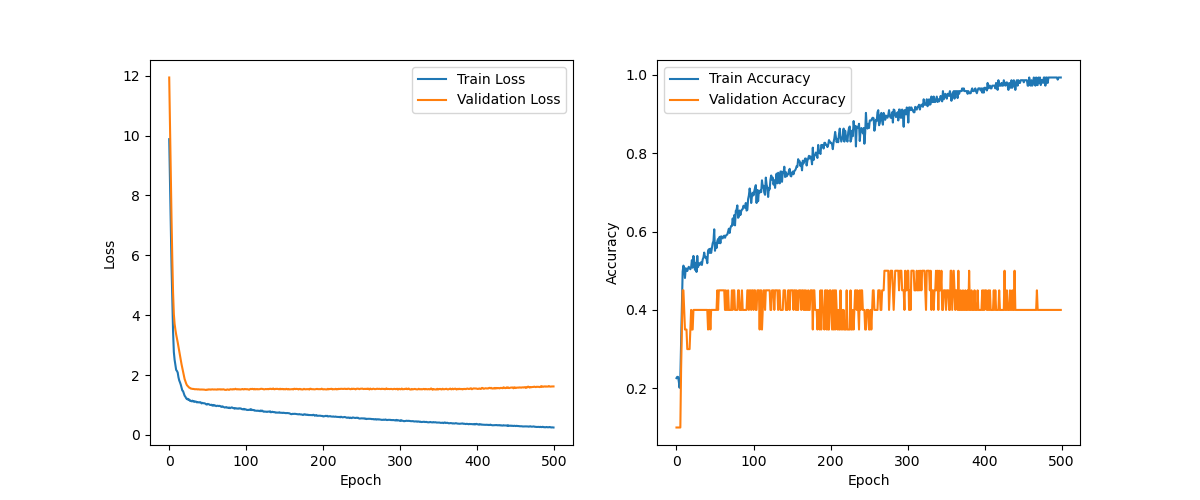 Train Loss
Validation Loss
12
10
8
6
4
2
0
Loss
0 100 200 300 400 500
Epoch
Train Accuracy
Validation Accuracy
1.0
0.8
0.6
0.4
0.2
Accuracy
0 100 200 300 400 500
Epoch